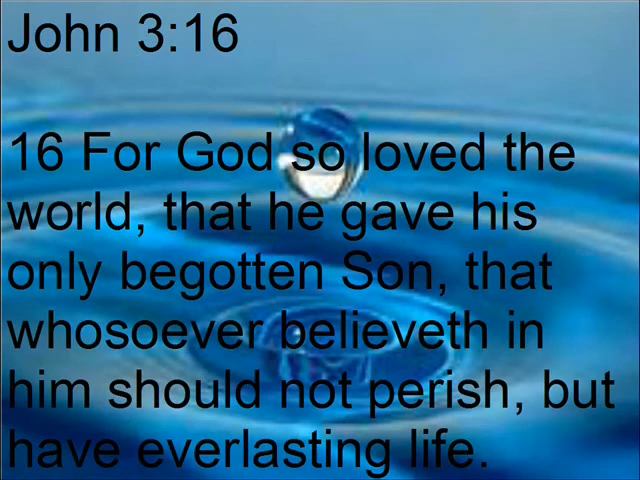 John 3:16
16 For God so loved the
world, that he gave his
only begotten Son, that
whosoever believeth in
him should not perish, but
have everlasting life.